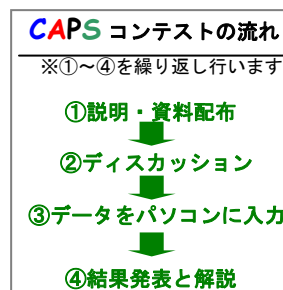 CAPS コンテストの流れ
※①～④を繰り返し行います
①説明・資料配布
②ディスカッション
③データをパソコンに入力
④結果発表と解説